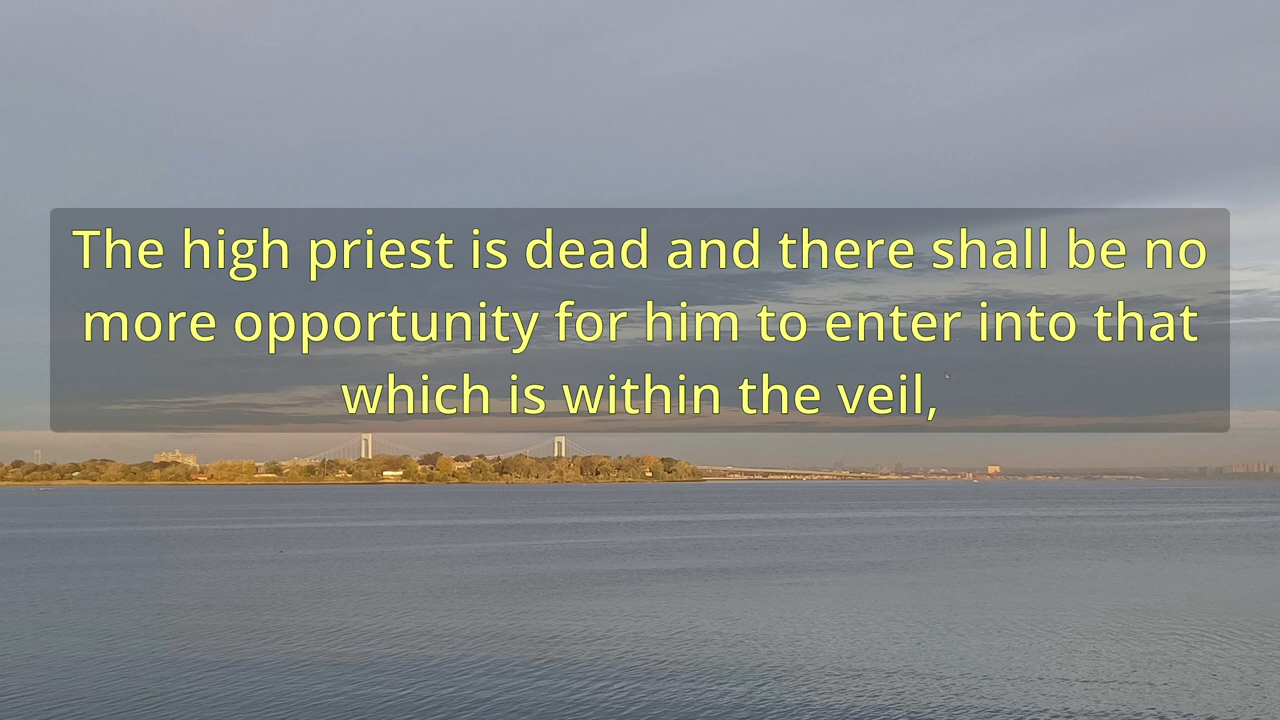 The high priest is dead and there shall be no
more opportunity for him to enter into that
which is within the veil,